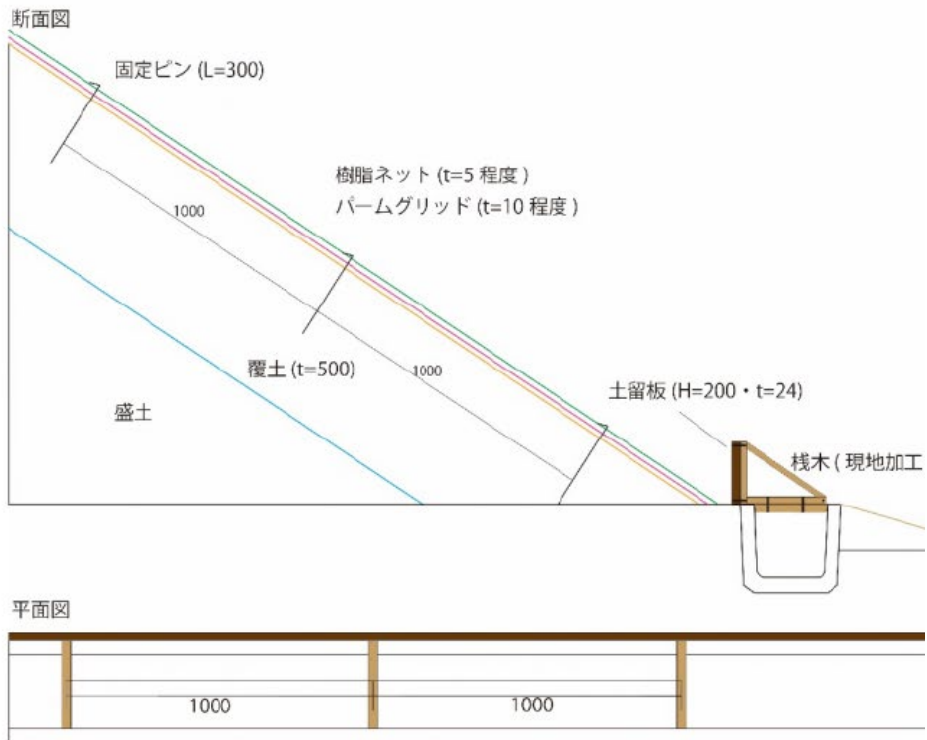 断面図
固定ピン (L=300)
1000
樹脂ネット (t=5 程度 )
パームグリッド (t=10 程度 )
覆土 (t=500)
1000
土留板 (H=200・t=24)
盛土
桟木 ( 現地加工
平面図
1000
1000